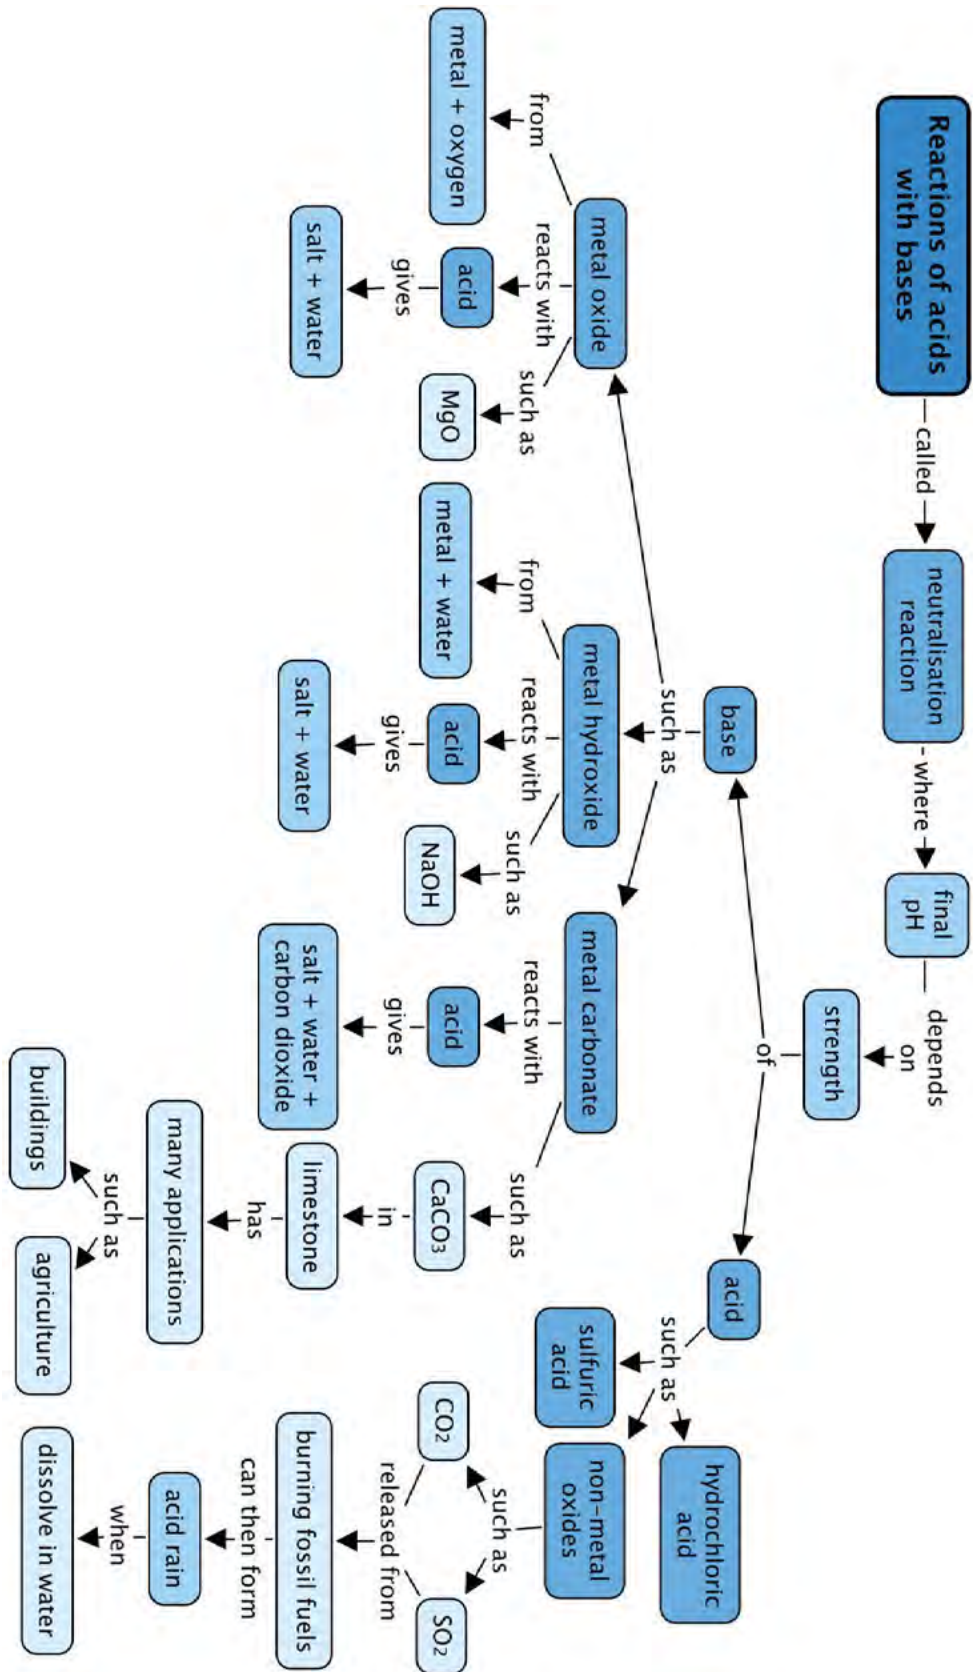 Reactions of acids
with bases
called
neutralisation
reaction
where
final
pH
depends
on
strength
of
base
acid
such as
such as
metal oxide
metal hydroxide
metal carbonate
sulfuric
acid
non-metal
oxides
hydrochloric
acid
from
reacts with
such as
from
reacts with
such as
reacts with
such as
such as
metal + oxygen
acid
MgO
metal + water
acid
NaOH
acid
CaCO3
CO2
SO2
gives
gives
gives
in
released from
salt + water
salt + water
salt + water +
carbon dioxide
limestone
burning fossil fuels
has
can then form
many applications
acid rain
such as
when
buildings
agriculture
dissolve in water